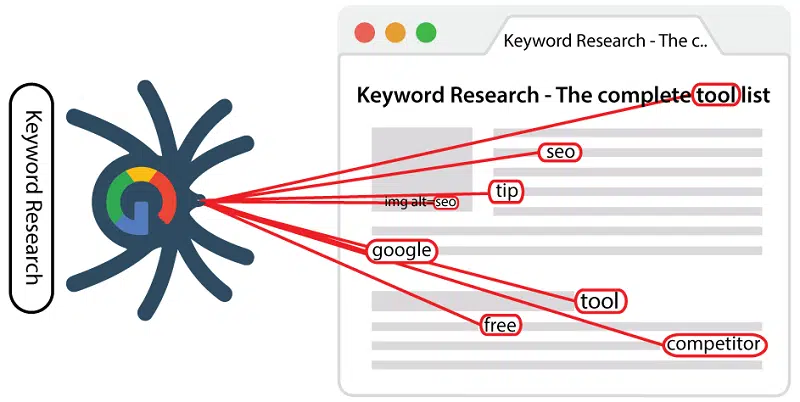 Keyword Research
Keyword Research - The c..
Keyword Research - The complete tool list
seo
tip
img alt=seo
google
tool
free
competitor